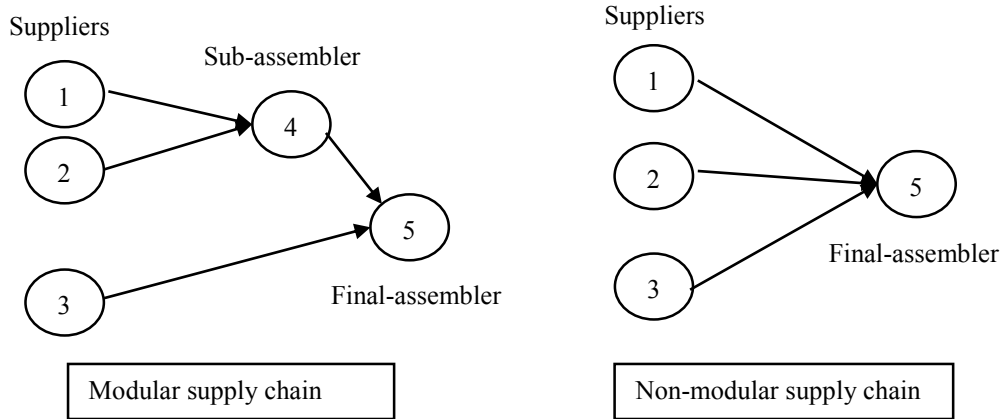 Suppliers
Sub-assembler
1
4
2
5
3
Final-assembler
Modular supply chain
Suppliers
1
2
5
Final-assembler
3
Non-modular supply chain